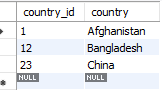 country_id country
1 Afghanistan
12 Bangladesh
23 China
NULL NULL